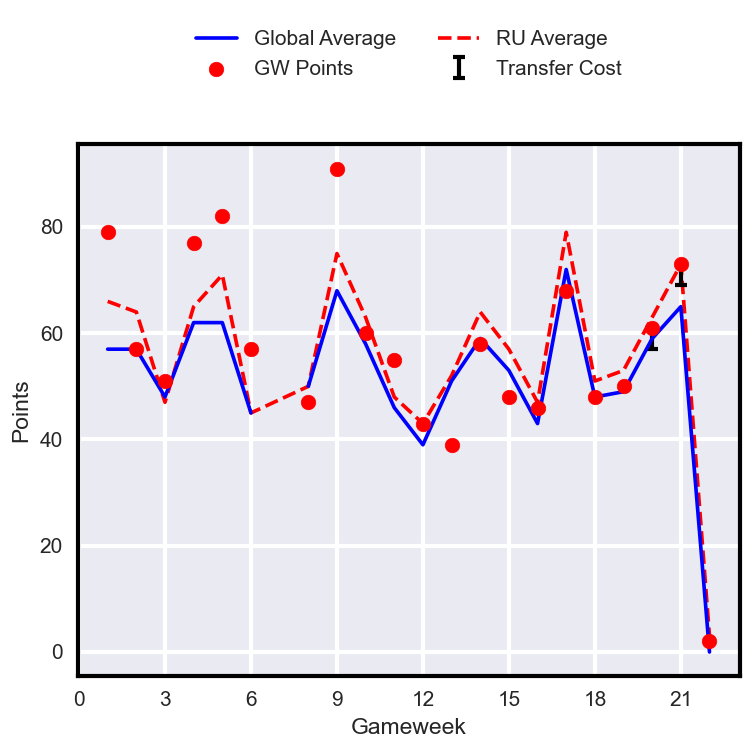 Global Average
RU Average
GW Points
Transfer Cost
80
60
40
20
0
Points
0 3 6 9 12 15 18 21
Gameweek